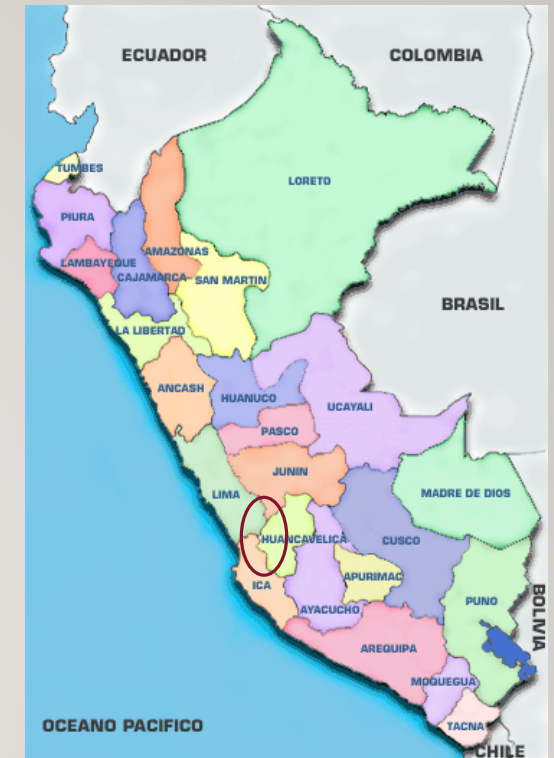 ECUADOR
COLOMBIA
TUMBES
LORETO
PIURA
AMAZONAS
LAMBAYEQUE
CAJAMARCA
SAN MARTIN
BRASIL
LA LIBERTAD
ANCASH
HUANUCO
UCAYALI
PASCO
JUNIN
LIMA
MADRE DE DIOS
HUANCAVELICA
CUSCO
APURIMAC
ICA
PUNO
AYACUCHO
BOLIVIA
AREQUIPA
MOQUEGUA
OCEANO PACIFICO
TACNA
CHILE